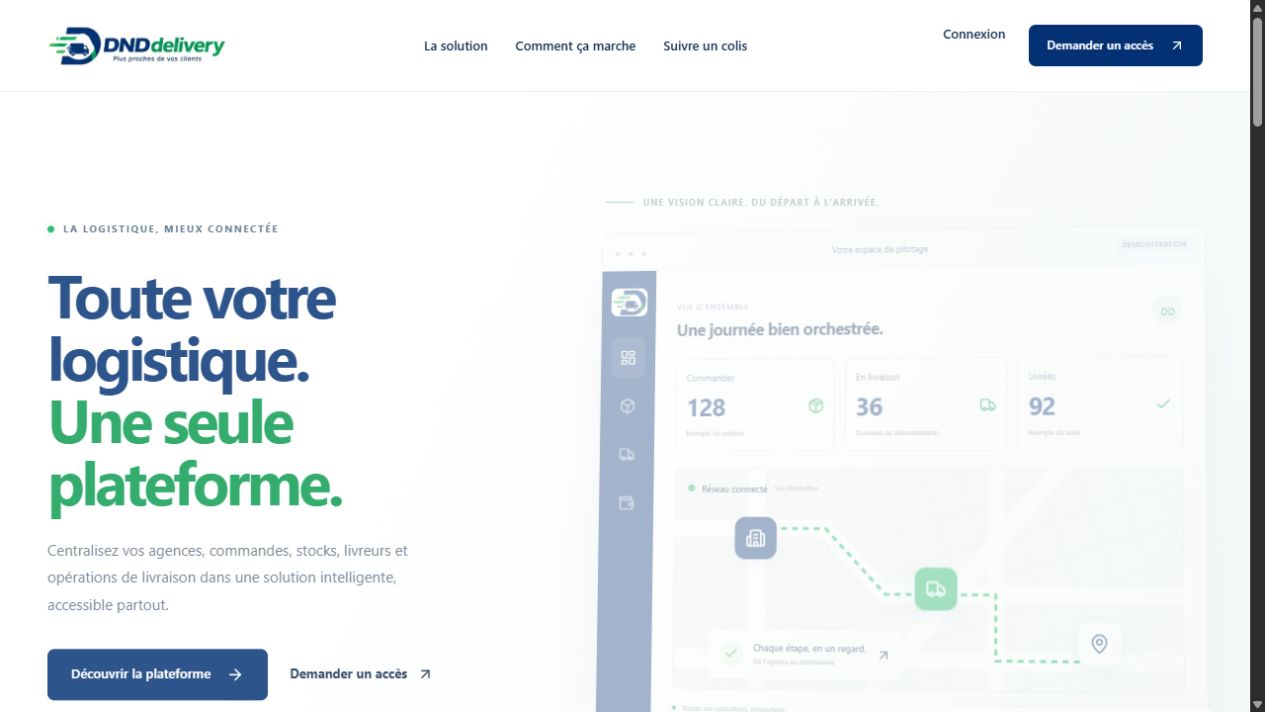 DNDdelivery
Plus proches de vos clients
La solution
Comment ça marche
Suivre un colis
Connexion
Demander un accès
LA LOGISTIQUE, MIEUX CONNECTÉE
Toute votre
logistique.
Une seule
plateforme.
Centralisez vos agences, commandes, stocks, livreurs et
opérations de livraison dans une solution intelligente,
accessible partout.
Découvrir la plateforme
Demander un accès
UNE VISION CLAIRE. DU DÉPART À L'ARRIVÉE.
Votre espace de pilotage
DÉMONSTRATION
VUE D'ENSEMBLE
Une journée bien orchestrée.
DD
Commandes
128
Exemple de volume
En livraison
36
Tournées de démonstration
Livrées
92
Exemple de suivi
Réseau connecté
Vue illustration
Chaque étape, en un regard.
De l'agence au destinataire
Toutes vos opérations, connectées.